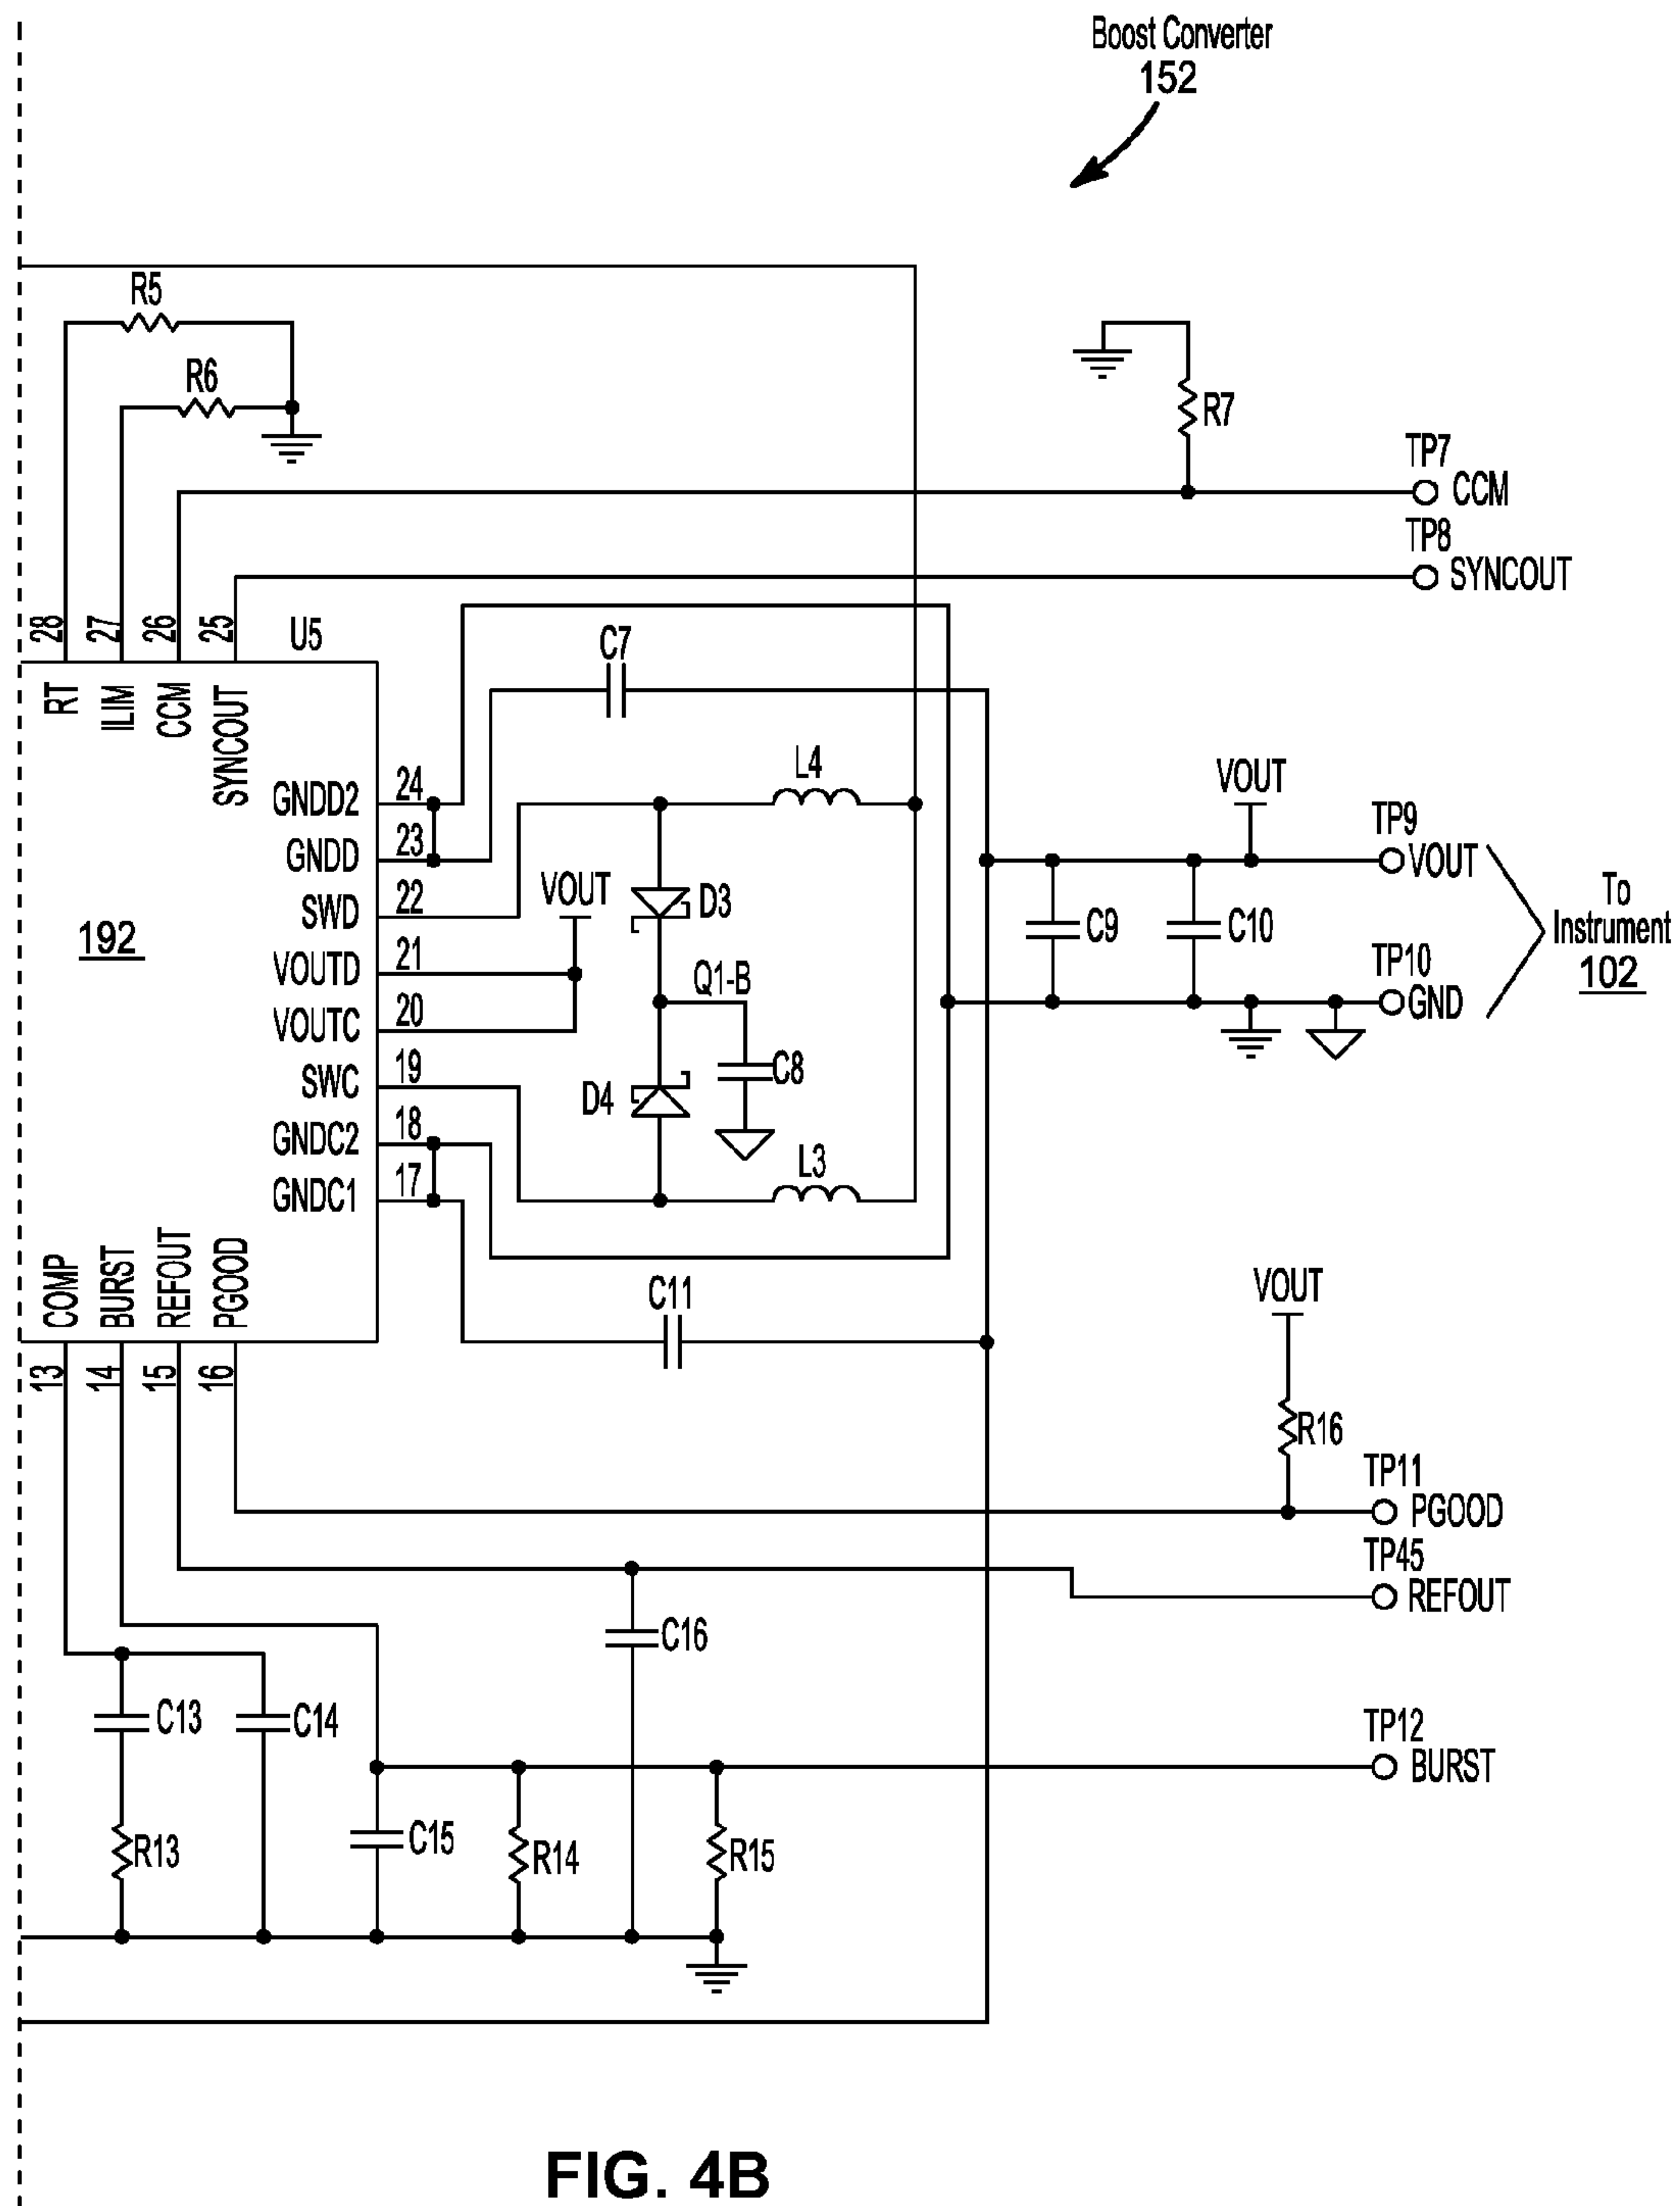 Boost Converter
152
R5
R6
R7
TP7
CCM
TP8
SYNCOUT
28
27
26
25
U5
RT
ILIM
CCM
SYNCOUT
C7
L4
GNDD2
24
GNDD
23
SWD
22
VOUTD
21
VOUTC
20
SWC
19
GNDC2
18
GNDC1
17
192
VOUT
D3
Q1-B
D4
C8
L3
VOUT
TP9
VOUT
C9
C10
TP10
GND
To
Instrument
102
COMP
BURST
REFOUT
PGOOD
13
14
15
16
C11
VOUT
R16
TP11
PGOOD
TP45
REFOUT
C16
C13
C14
TP12
BURST
R13
C15
R14
R15
FIG. 4B